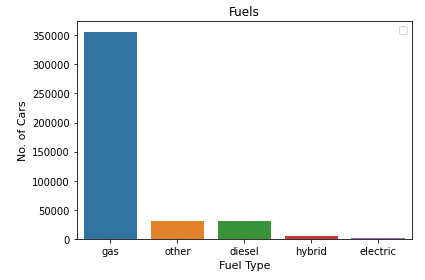 Fuels
350000
300000
250000
200000
150000
100000
50000
0
No. of Cars
gas other diesel hybrid electric
Fuel Type